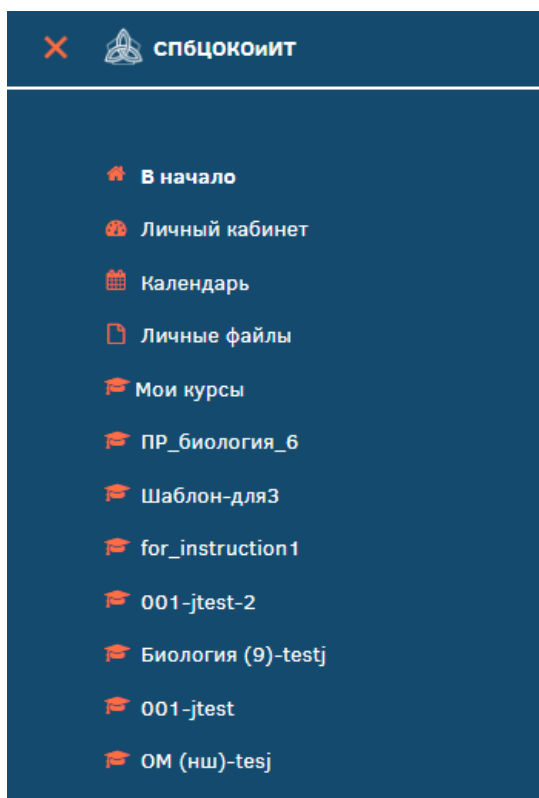 СПбЦОКОиИТ
В начало
Личный кабинет
Календарь
Личные файлы
Мои курсы
ПР_биология_6
Шаблон-для3
for_instruction1
001-jtest-2
Биология (9)-testj
001-jtest
ОМ (нш)-tesj